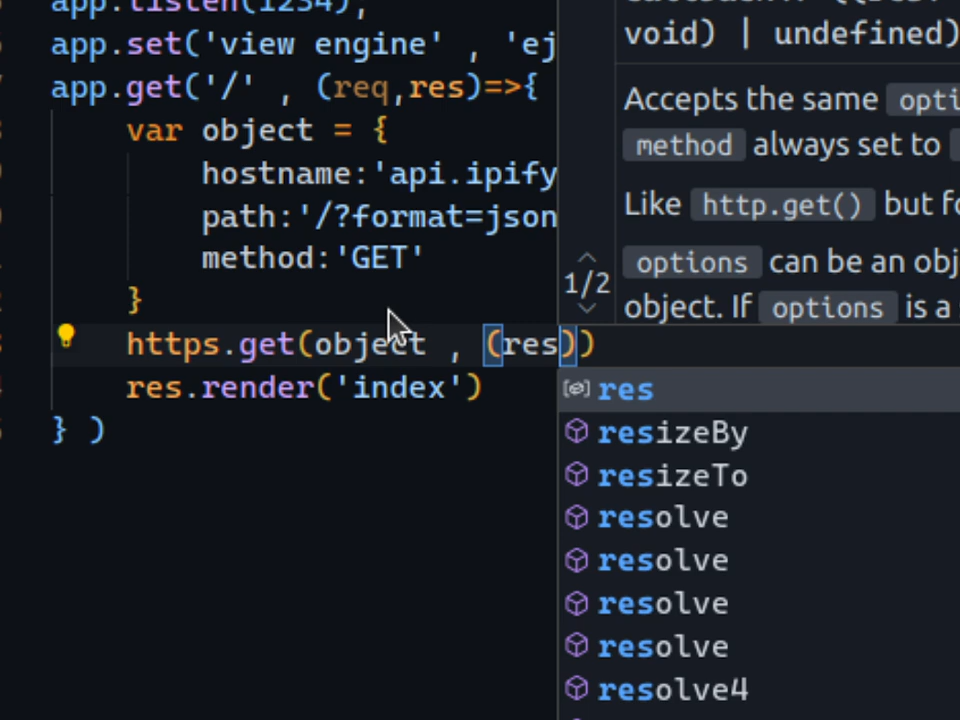 app.listen(1234);
app.set('view engine' , 'ej
app.get('/' , (req,res)=>{
var object = {
hostname:'api.ipify
path:'/?format=json
method:'GET'
}
https.get(object , (res))
res.render('index')
} )
void) | undefined)
Accepts the same opti
method always set to
Like http.get() but fo
options can be an obj
1/2
object. If options is a
res
resizeBy
resizeTo
resolve
resolve
resolve
resolve
resolve4